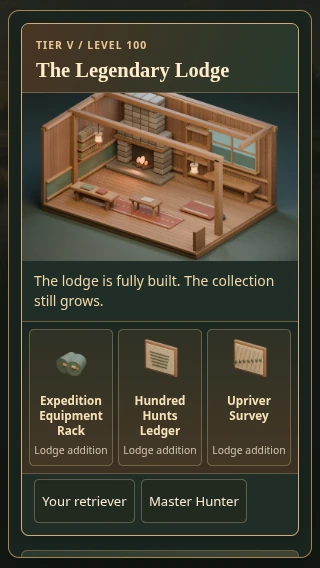 TIER V / LEVEL 100
The Legendary Lodge
The lodge is fully built. The collection
still grows.
Expedition
Equipment
Rack
Lodge addition
Hundred
Hunts
Ledger
Lodge addition
Upriver
Survey
Lodge addition
Your retriever
Master Hunter